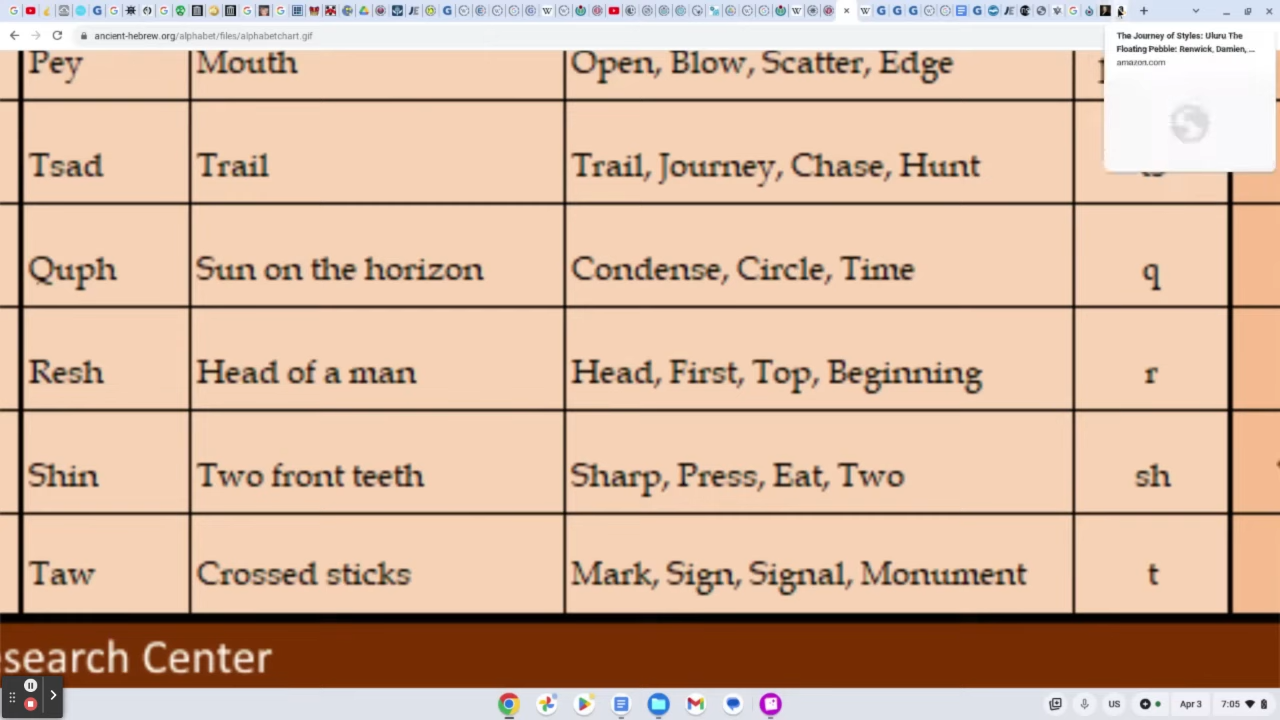 ancient-hebrew.org/alphabet/files/alphabetchart.gif
The Journey of Styles: Uluru The
Floating Pebble: Renwick, Damien, ...
amazon.com
Pey Mouth Open, Blow, Scatter, Edge
Tsad Trail Trail, Journey, Chase, Hunt
Quph Sun on the horizon Condense, Circle, Time q
Resh Head of a man Head, First, Top, Beginning r
Shin Two front teeth Sharp, Press, Eat, Two sh
Taw Crossed sticks Mark, Sign, Signal, Monument t
esearch Center
US Apr 3 7:05